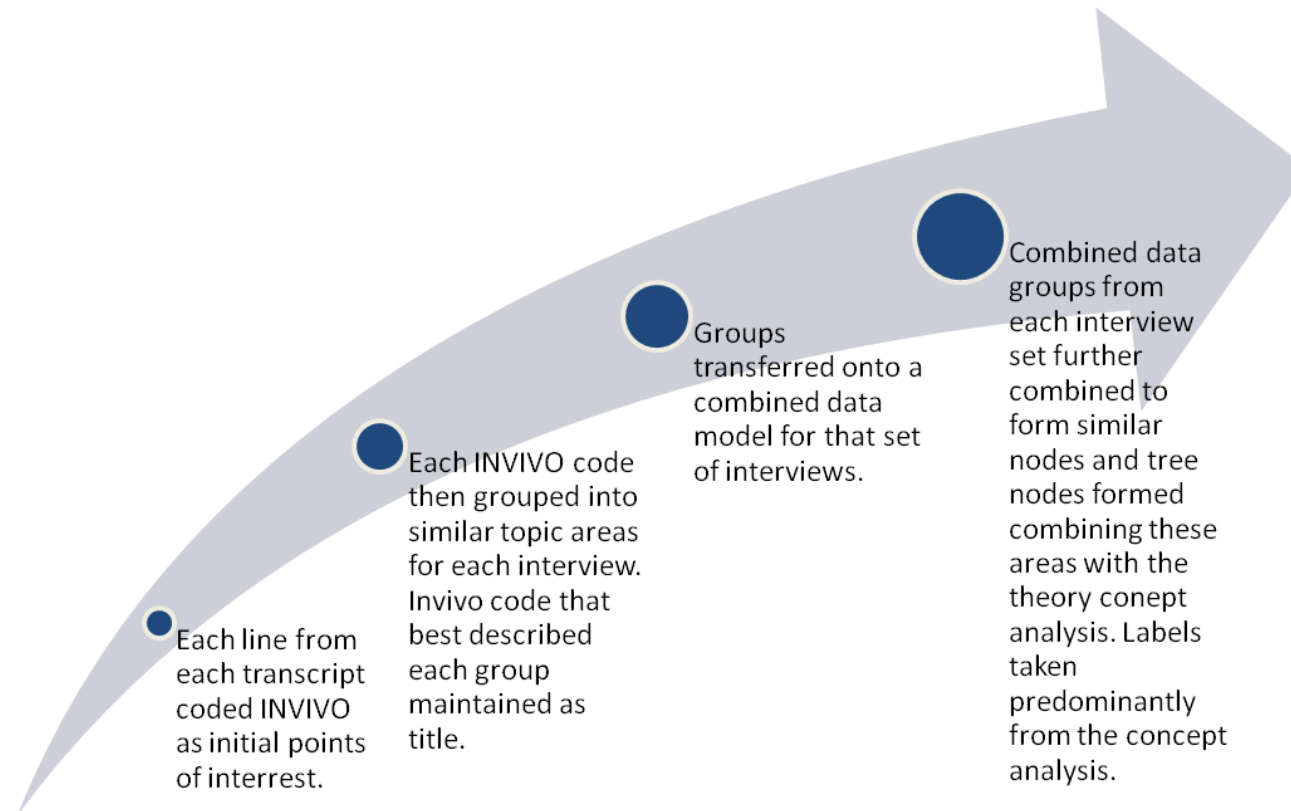 Each line from
each transcript
coded INVIVO
as initial points
of interrest.
Each INVIVO code
then grouped into
similar topic areas
for each interview.
Invivo code that
best described
each group
maintained as
title.
Groups
transferred onto a
combined data
model for that set
of interviews.
Combined data
groups from
each interview
set further
combined to
form similar
nodes and tree
nodes formed
combining these
areas with the
theory conept
analysis. Labels
taken
predominantly
from the concept
analysis.